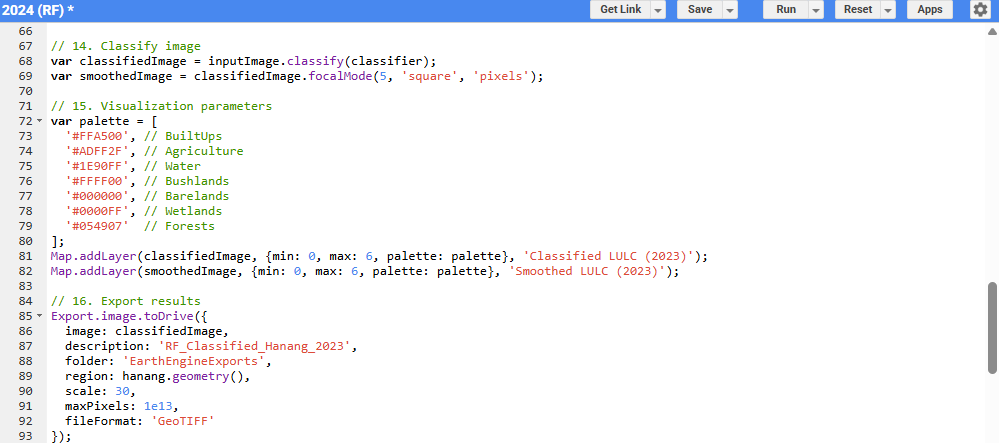 2024 (RF) *
Get Link
Save
Run
Reset
Apps
66
67 // 14. Classify image
68 var classifiedImage = inputImage.classify(classifier);
69 var smoothedImage = classifiedImage.focalMode(5, 'square', 'pixels');
70
71 // 15. Visualization parameters
72 var palette = [
73 '#FFA500', // BuiltUps
74 '#ADFF2F', // Agriculture
75 '#1E90FF', // Water
76 '#FFFF00', // Bushlands
77 '#000000', // Barelands
78 '#0000FF', // Wetlands
79 '#054907'  // Forests
80 ];
81 Map.addLayer(classifiedImage, {min: 0, max: 6, palette: palette}, 'Classified LULC (2023)');
82 Map.addLayer(smoothedImage, {min: 0, max: 6, palette: palette}, 'Smoothed LULC (2023)');
83
84 // 16. Export results
85 Export.image.toDrive({
86 image: classifiedImage,
87 description: 'RF_Classified_Hanang_2023',
88 folder: 'EarthEngineExports',
89 region: hanang.geometry(),
90 scale: 30,
91 maxPixels: 1e13,
92 fileFormat: 'GeoTIFF'
93 });